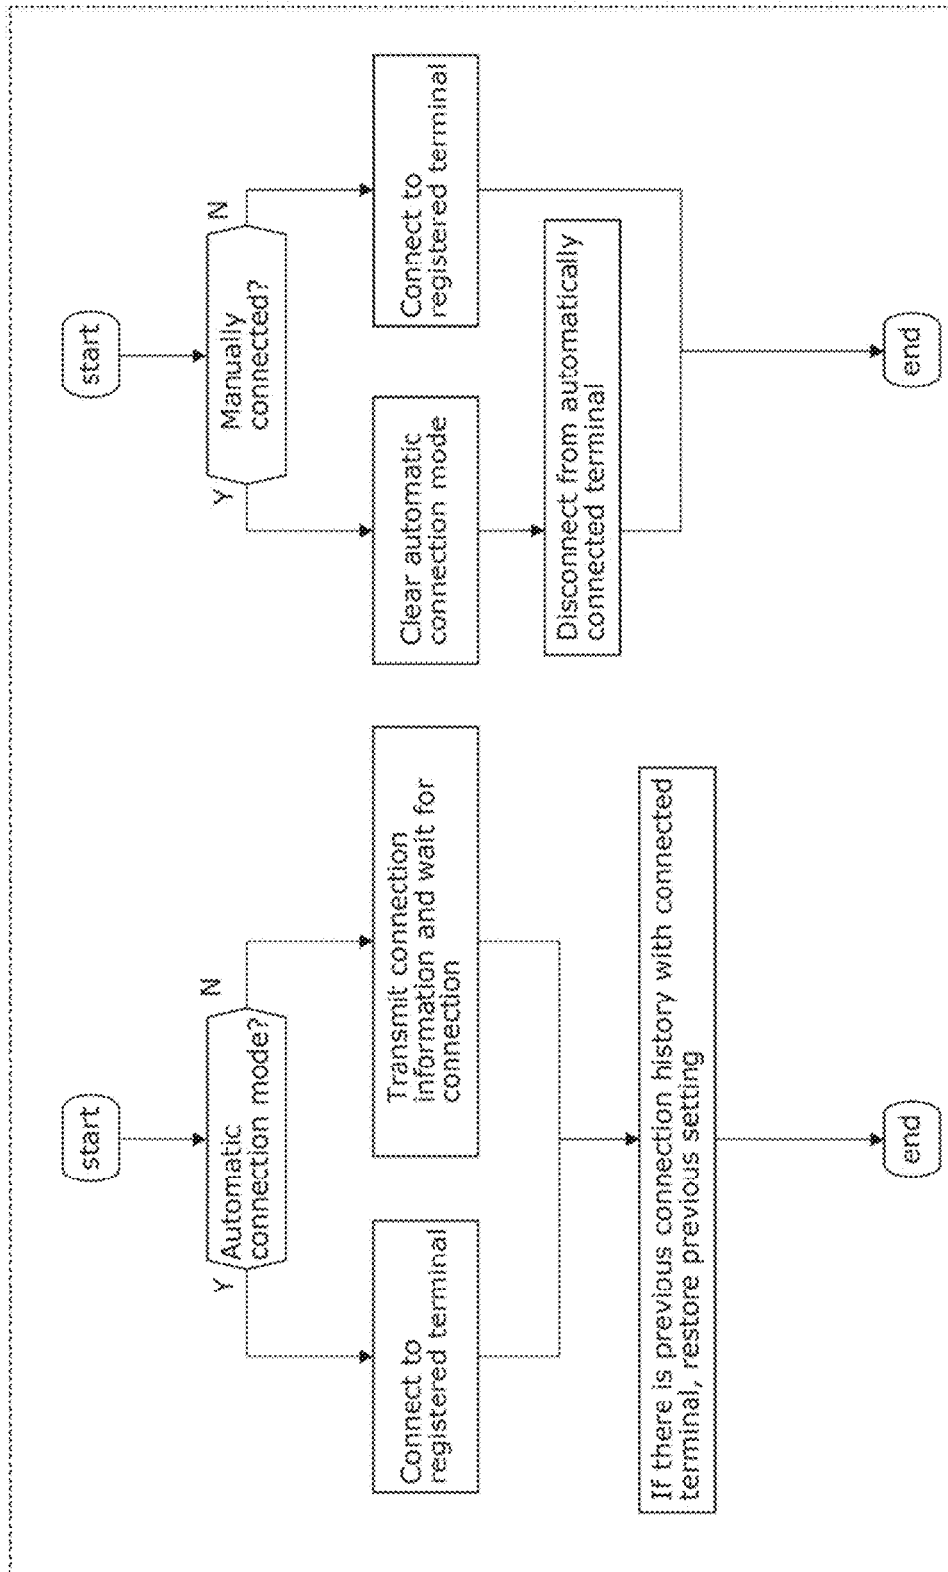 start
Automatic
connection mode?
Y
N
Connect to
registered terminal
Transmit connection
information and wait for
connection
If there is previous connection history with connected
terminal, restore previous setting
end
start
Manually
connected?
Y
N
Clear automatic
connection mode
Connect to
registered terminal
Disconnect from automatically
connected terminal
end